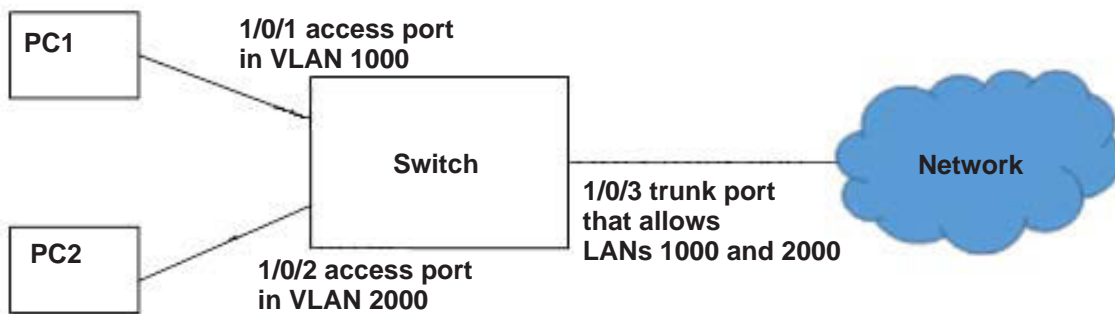 PC1
1/0/1 access port
in VLAN 1000
Switch
Network
1/0/3 trunk port
that allows
LANs 1000 and 2000
PC2
1/0/2 access port
in VLAN 2000